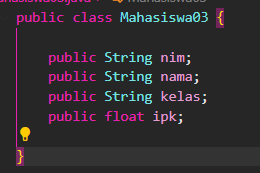 public class Mahasiswa03 {
public String nim;
public String nama;
public String kelas;
public float ipk;
}